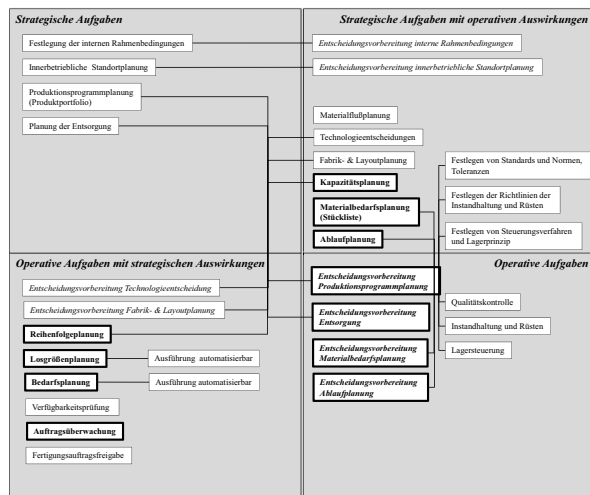 Strategische Aufgaben
Festlegung der internen Rahmenbedingungen
Innerbetriebliche Standortplanung
Produktionsprogrammplanung
(Produktportfolio)
Planung der Entsorgung
Strategische Aufgaben mit operativen Auswirkungen
Entscheidungsvorbereitung interne Rahmenbedingungen
Entscheidungsvorbereitung innerbetriebliche Standortplanung
Materialflußplanung
Technologieentscheidungen
Fabrik- & Layoutplanung
Kapazitätsplanung
Materialbedarfsplanung
(Stückliste)
Ablaufplanung
Festlegen von Standards und Normen,
Toleranzen
Festlegen der Richtlinien der
Instandhaltung und Rüsten
Festlegen von Steuerungsverfahren
und Lagerprinzip
Operative Aufgaben mit strategischen Auswirkungen
Entscheidungsvorbereitung Technologieentscheidung
Entscheidungsvorbereitung Fabrik- & Layoutplanung
Reihenfolgeplanung
Losgrößenplanung
Ausführung automatisierbar
Bedarfsplanung
Ausführung automatisierbar
Verfügbarkeitsprüfung
Auftragsüberwachung
Fertigungsauftragsfreigabe
Operative Aufgaben
Entscheidungsvorbereitung
Produktionsprogrammplanung
Entscheidungsvorbereitung
Entsorgung
Entscheidungsvorbereitung
Materialbedarfsplanung
Entscheidungsvorbereitung
Ablaufplanung
Qualitätskontrolle
Instandhaltung und Rüsten
Lagersteuerung